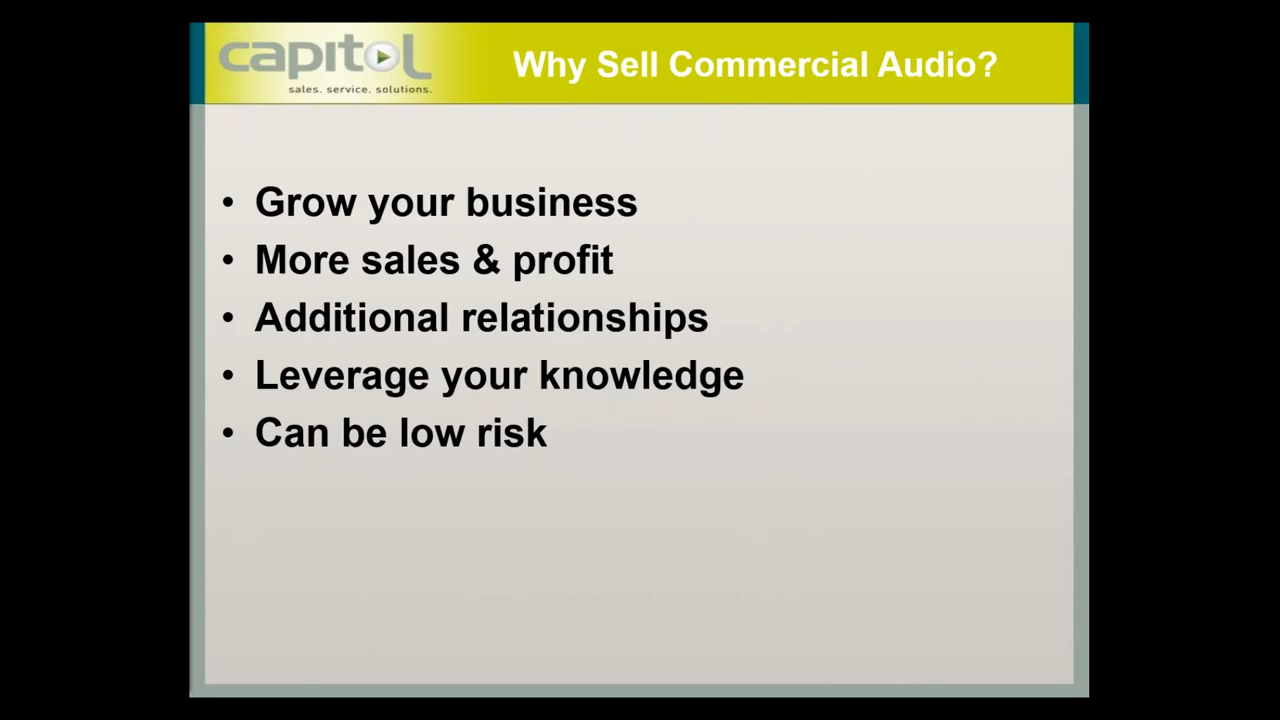 capitol
sales. service. solutions.
Why Sell Commercial Audio?
• Grow your business
• More sales & profit
• Additional relationships
• Leverage your knowledge
• Can be low risk